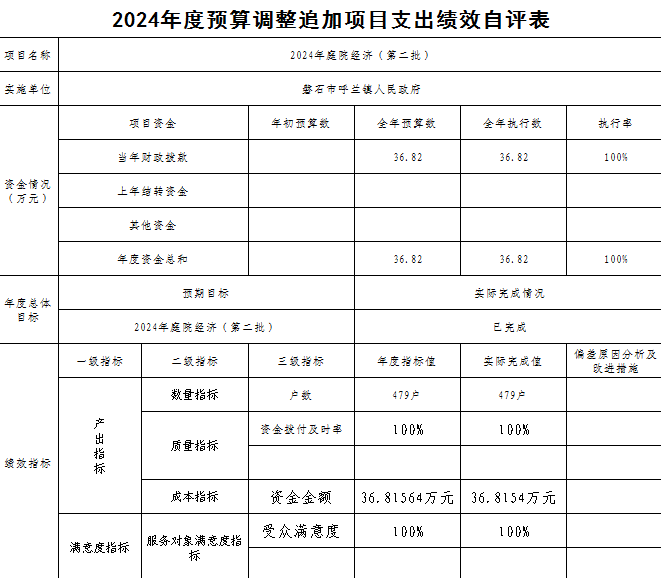 2024年度预算调整追加项目支出绩效自评表
项目名称 2024年庭院经济（第二批）
实施单位 磐石市呼兰镇人民政府
资金情况（万元） 项目资金 年初预算数 全年预算数 全年执行数 执行率
当年财政拨款 36.82 36.82 100%
上年结转资金
其他资金
年度资金总和 36.82 36.82 100%
年度总体目标 预期目标 实际完成情况
2024年庭院经济（第二批） 已完成
绩效指标 一级指标 二级指标 三级指标 年度指标值 实际完成值 偏差原因分析及改进措施
产出指标 数量指标 户数 479户 479户
质量指标 资金拨付及时率 100% 100%
成本指标 资金金额 36.81564万元 36.8154万元
满意度指标 服务对象满意度指标 受众满意度 100% 100%